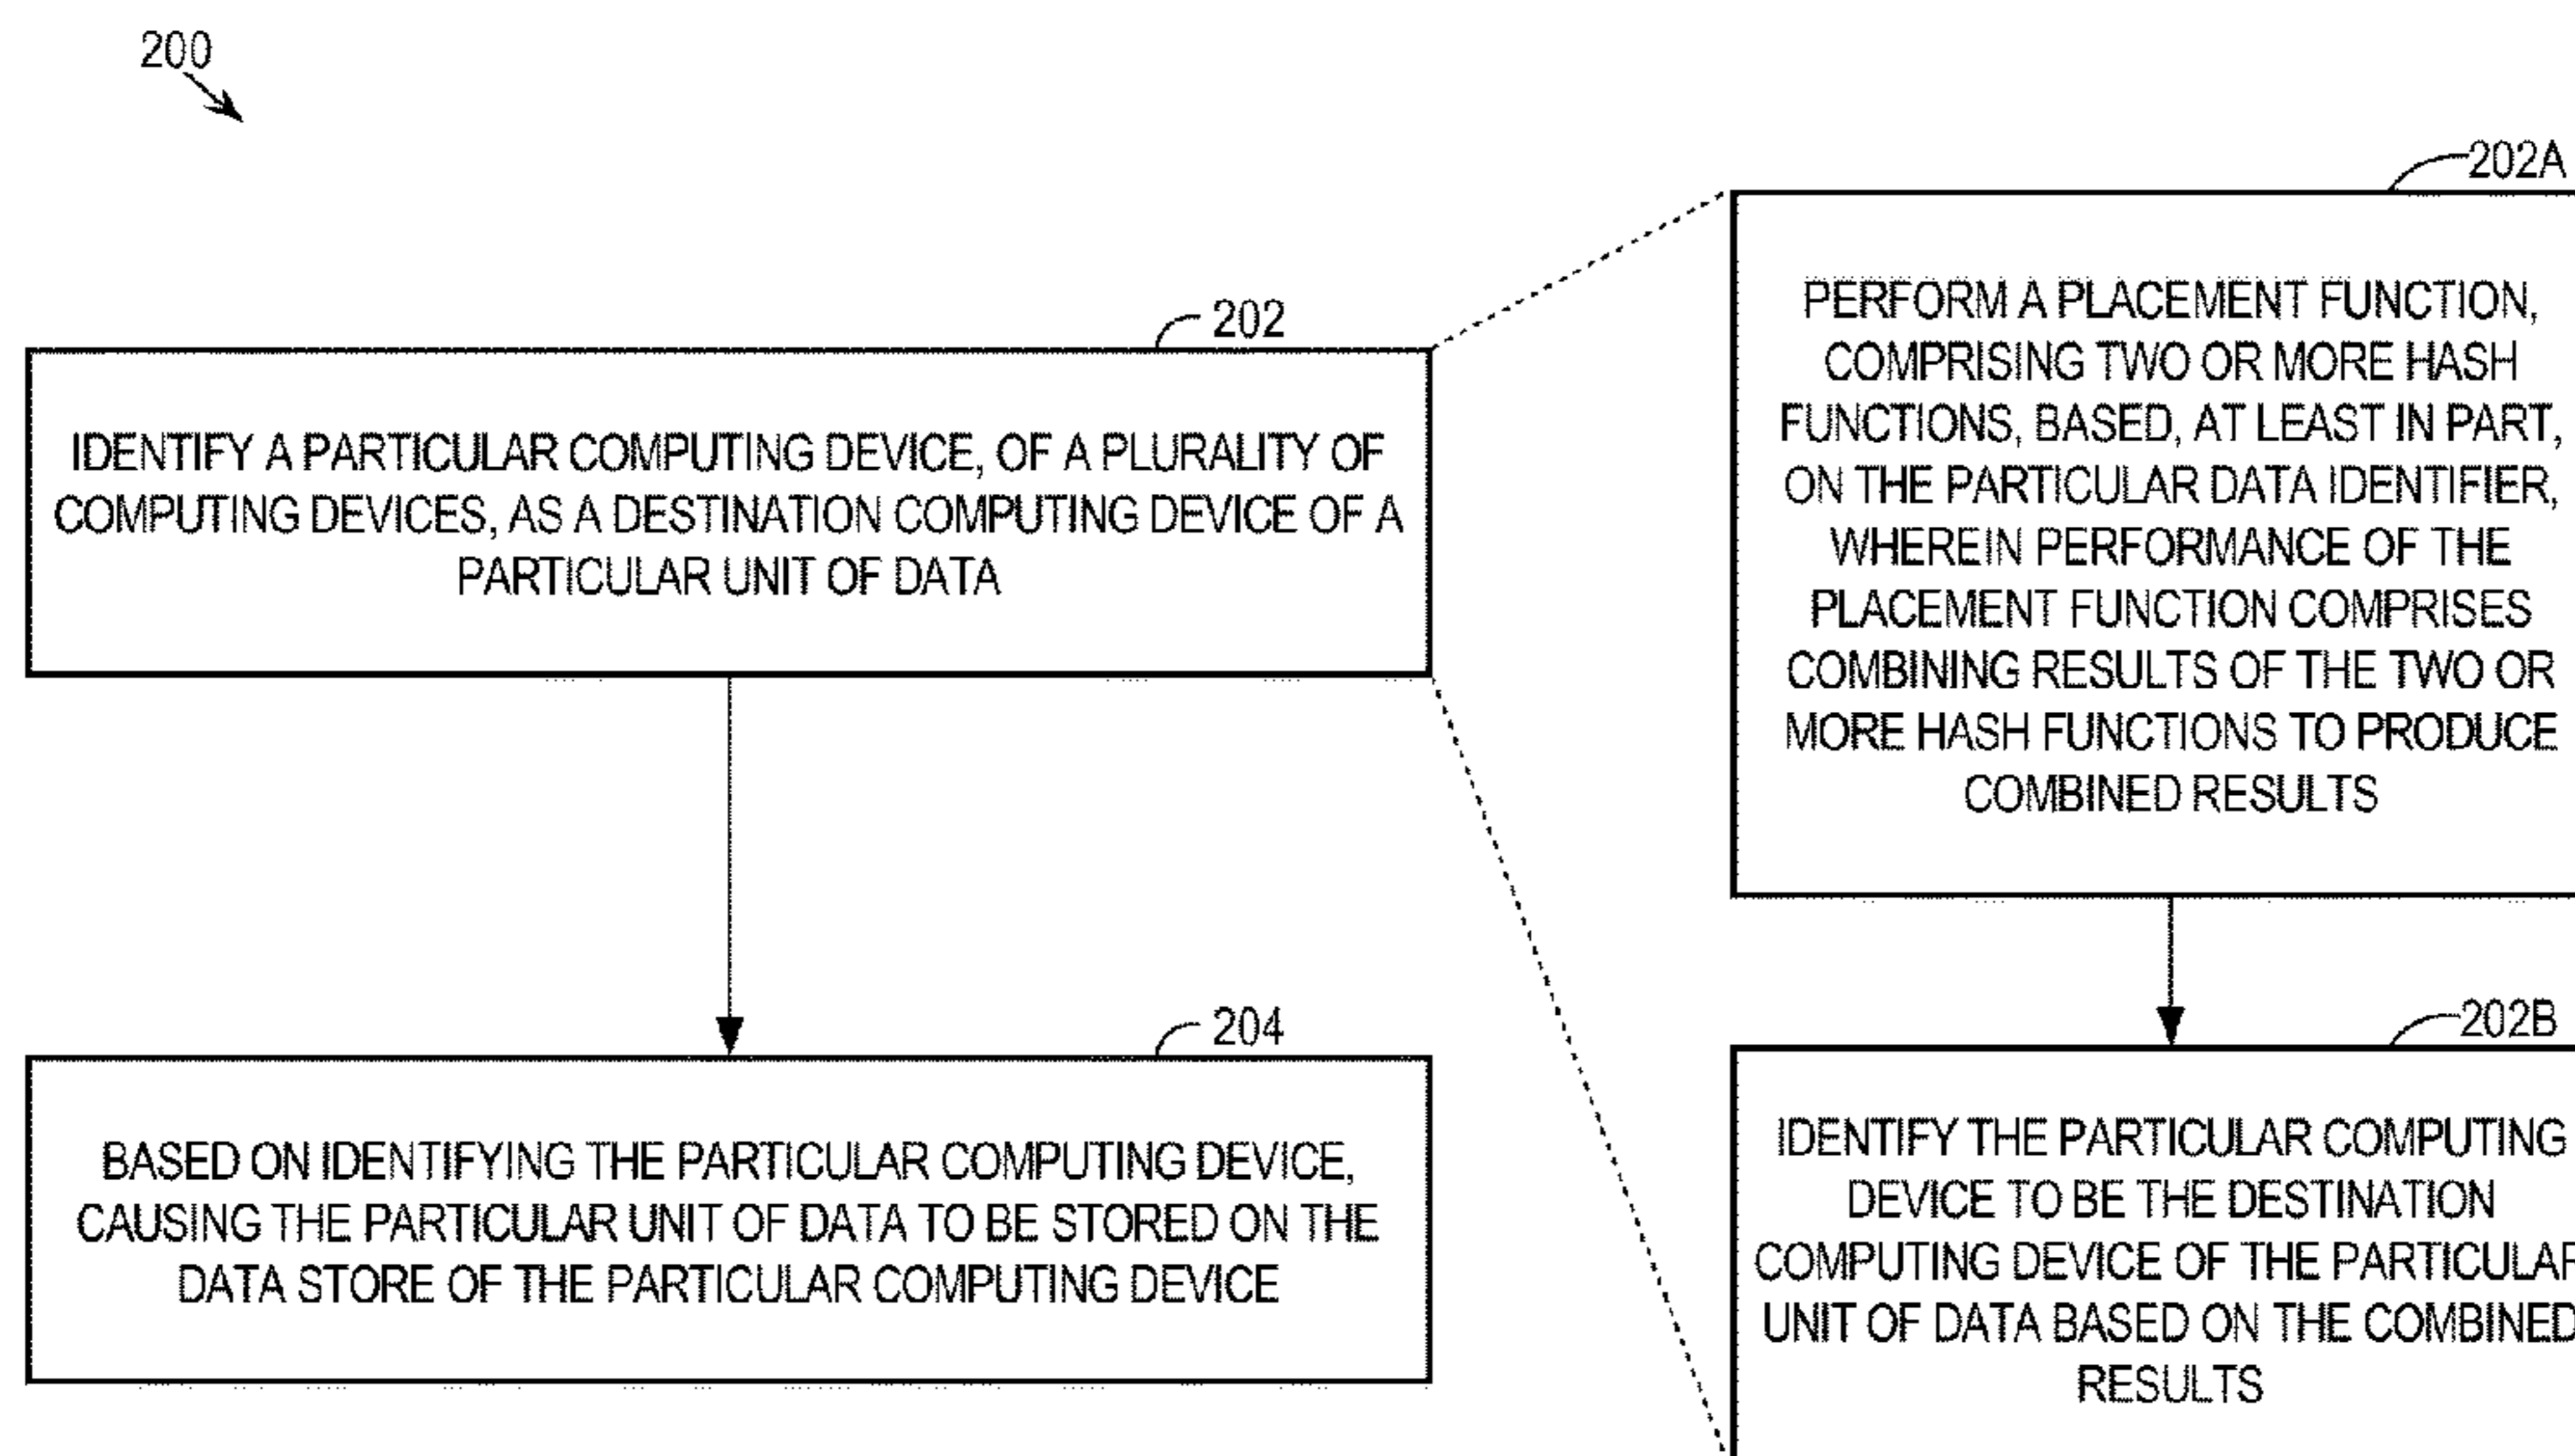 200
202
IDENTIFY A PARTICULAR COMPUTING DEVICE, OF A PLURALITY OF
COMPUTING DEVICES, AS A DESTINATION COMPUTING DEVICE OF A
PARTICULAR UNIT OF DATA
204
BASED ON IDENTIFYING THE PARTICULAR COMPUTING DEVICE,
CAUSING THE PARTICULAR UNIT OF DATA TO BE STORED ON THE
DATA STORE OF THE PARTICULAR COMPUTING DEVICE
202A
PERFORM A PLACEMENT FUNCTION,
COMPRISING TWO OR MORE HASH
FUNCTIONS, BASED, AT LEAST IN PART,
ON THE PARTICULAR DATA IDENTIFIER,
WHEREIN PERFORMANCE OF THE
PLACEMENT FUNCTION COMPRISES
COMBINING RESULTS OF THE TWO OR
MORE HASH FUNCTIONS TO PRODUCE
COMBINED RESULTS
202B
IDENTIFY THE PARTICULAR COMPUTING
DEVICE TO BE THE DESTINATION
COMPUTING DEVICE OF THE PARTICULAR
UNIT OF DATA BASED ON THE COMBINED
RESULTS